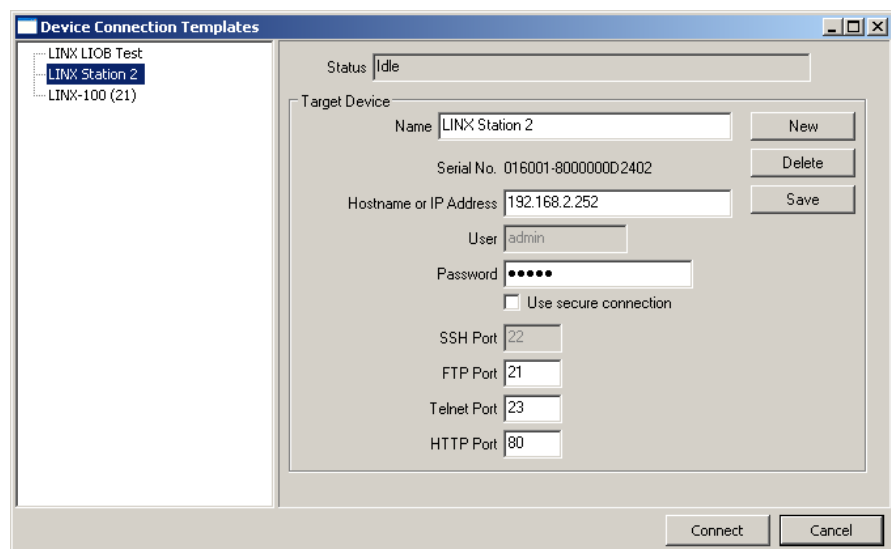 Device Connection Templates
LINX LIOB Test
LINX Station 2
LINX-100 (21)
Status Idle
Target Device
Name LINX Station 2
New
Serial No. 016001-8000000D2402
Delete
Hostname or IP Address 192.168.2.252
Save
User admin
Password •••••
Use secure connection
SSH Port 22
FTP Port 21
Telnet Port 23
HTTP Port 80
Connect
Cancel